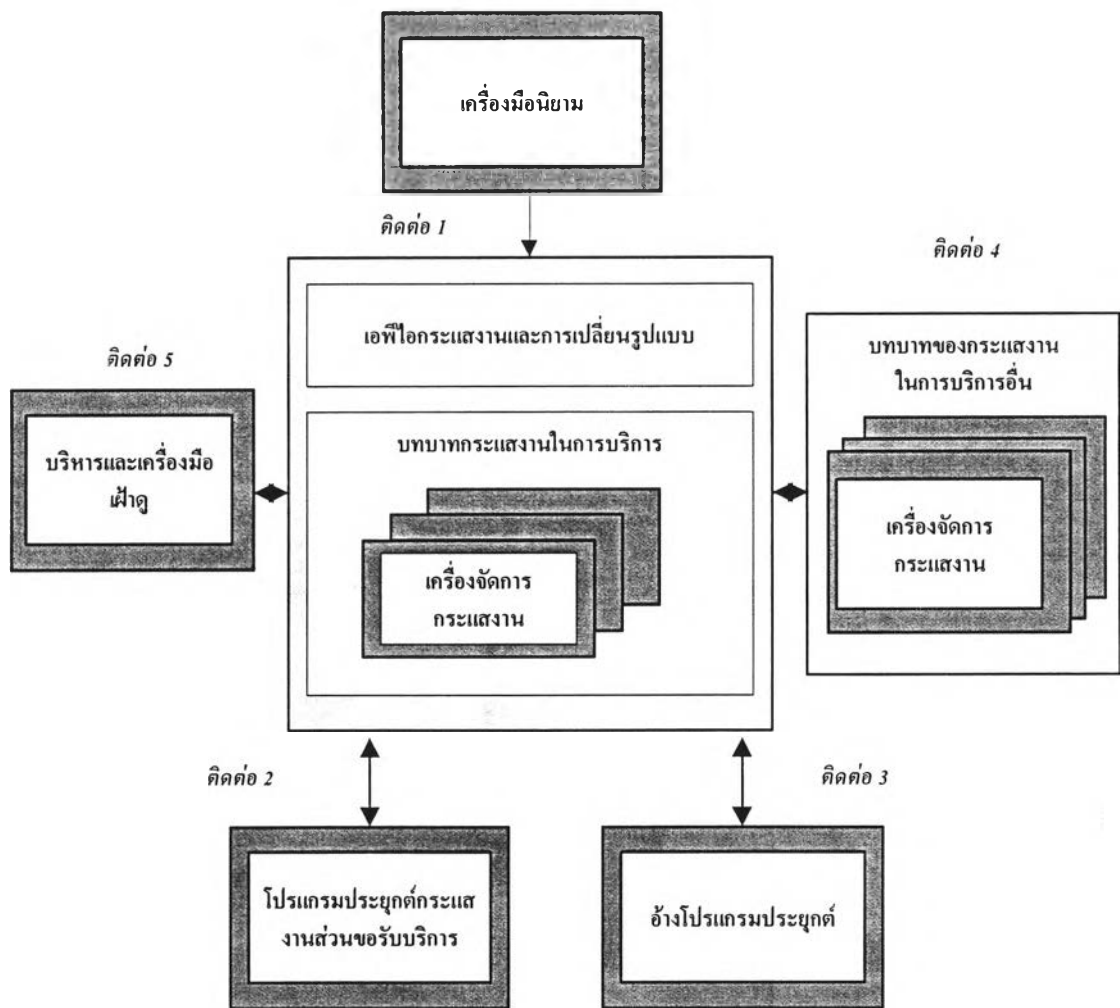 เครื่องมือนิยาม
ติดต่อ 1
ติดต่อ 4
เอพีไอกระแสงานและการเปลี่ยนรูปแบบ
บทบาทของกระแสงาน
ในการบริการอื่น
ติดต่อ 5
บริหารและเครื่องมือ
เฝ้าดู
บทบาทกระแสงานในการบริการ
เครื่องจัดการ
กระแสงาน
เครื่องจัดการ
กระแสงาน
ติดต่อ 2
ติดต่อ 3
โปรแกรมประยุกต์กระแส
งานส่วนขอรับบริการ
อ้างโปรแกรมประยุกต์